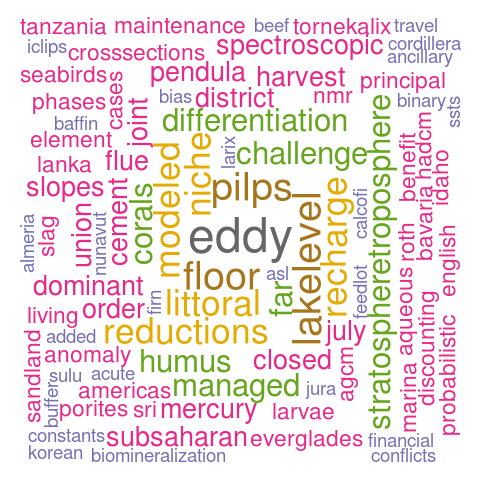 tanzania maintenance beef tornekalix travel
iclips crosssections spectroscopic cordillera
ancillary
seabirds cases pendula harvest principal
phases joint bias district nmr binary ssts
baffin differentiation
element flue larix challenge
lanka niche modeled stratosphere troposphere benefit hadcm
slopes corals pilps recharge calcofi bavaria idaho
almeria slag union nunavut cement eddy lakelevel roth english
floor asl feedlot
dominant firn littoral far aqueous
living order reductions july discounting probabilistic
added
sandland anomaly humus closed agcm marina
sulu acute
buffer americas managed jura
porites sri mercury larvae
constants subsaharan everglades financial
korean biomineralization conflicts